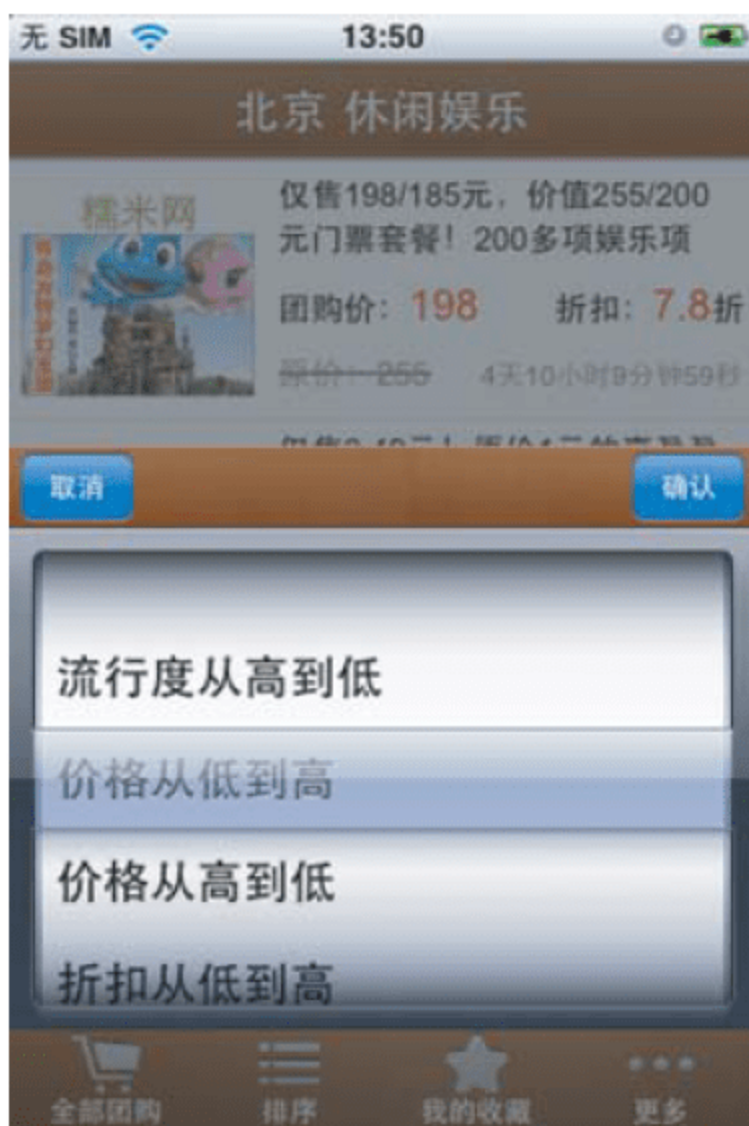 无 SIM
13:50
北京 休闲娱乐
糯米网
仅售198/185元，价值255/200
元门票套餐！200多项娱乐项
团购价：198 折扣：7.8折
原价：255 4天10小时9分钟59秒
取消
确认
流行度从高到低
价格从低到高
价格从高到低
折扣从低到高
全部团购
排序
我的收藏
更多